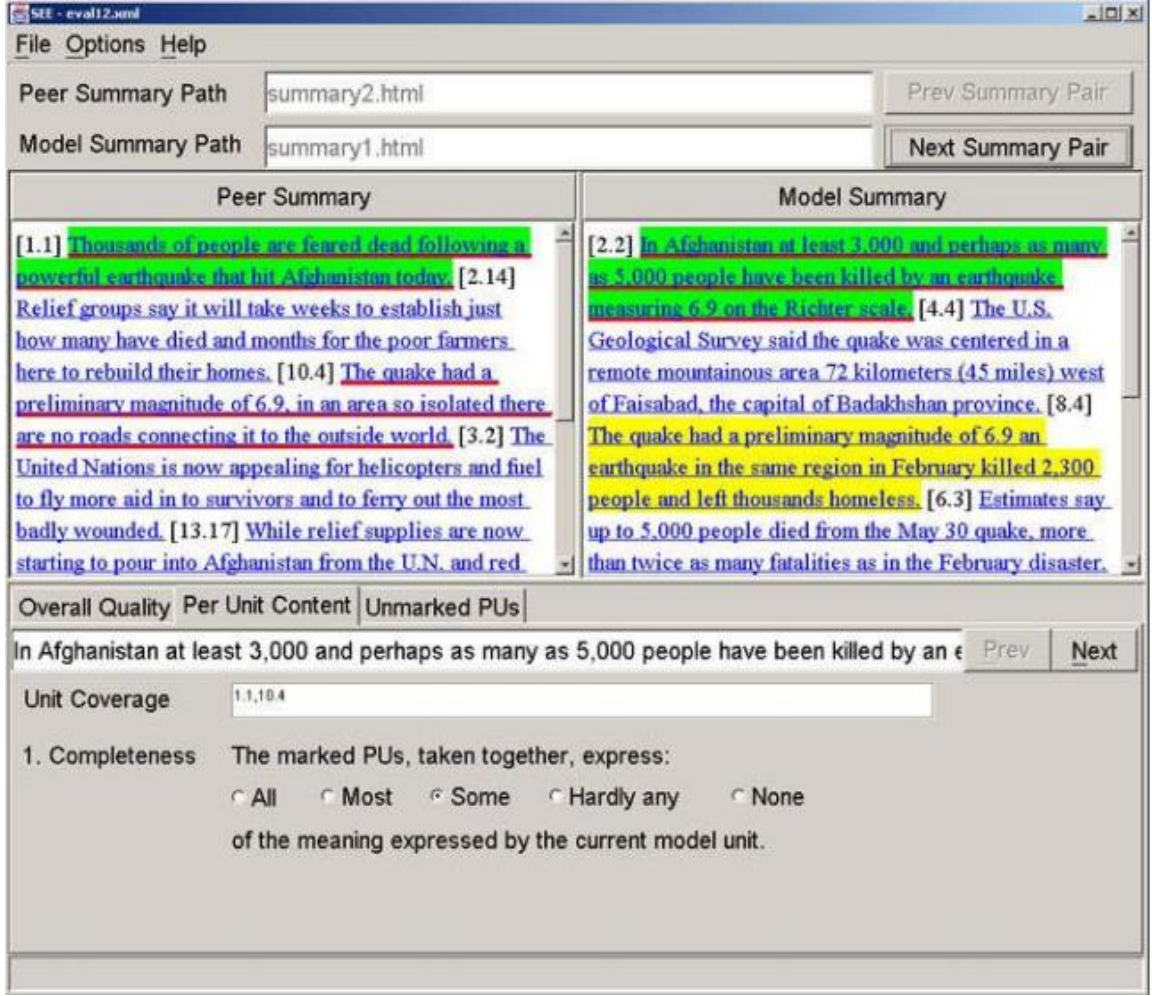 SEE - eval12.xml
File Options Help
Peer Summary Path summary2.html Prev Summary Pair
Model Summary Path summary1.html Next Summary Pair
Peer Summary
[1.1] Thousands of people are feared dead following a
powerful earthquake that hit Afghanistan today. [2.14]
Relief groups say it will take weeks to establish just
how many have died and months for the poor farmers
here to rebuild their homes. [10.4] The quake had a
preliminary magnitude of 6.9, in an area so isolated there
are no roads connecting it to the outside world. [3.2] The
United Nations is now appealing for helicopters and fuel
to fly more aid in to survivors and to ferry out the most
badly wounded. [13.17] While relief supplies are now
starting to pour into Afghanistan from the U.N. and red
Model Summary
[2.2] In Afghanistan at least 3,000 and perhaps as many
as 5,000 people have been killed by an earthquake
measuring 6.9 on the Richter scale. [4.4] The U.S.
Geological Survey said the quake was centered in a
remote mountainous area 72 kilometers (45 miles) west
of Faisabad, the capital of Badakhshan province. [8.4]
The quake had a preliminary magnitude of 6.9 an
earthquake in the same region in February killed 2,300
people and left thousands homeless. [6.3] Estimates say
up to 5,000 people died from the May 30 quake, more
than twice as many fatalities as in the February disaster.
Overall Quality Per Unit Content Unmarked PUs
In Afghanistan at least 3,000 and perhaps as many as 5,000 people have been killed by an e Prev Next
Unit Coverage 1.1,10.4
1. Completeness The marked PUs, taken together, express:
All Most Some Hardly any None
of the meaning expressed by the current model unit.